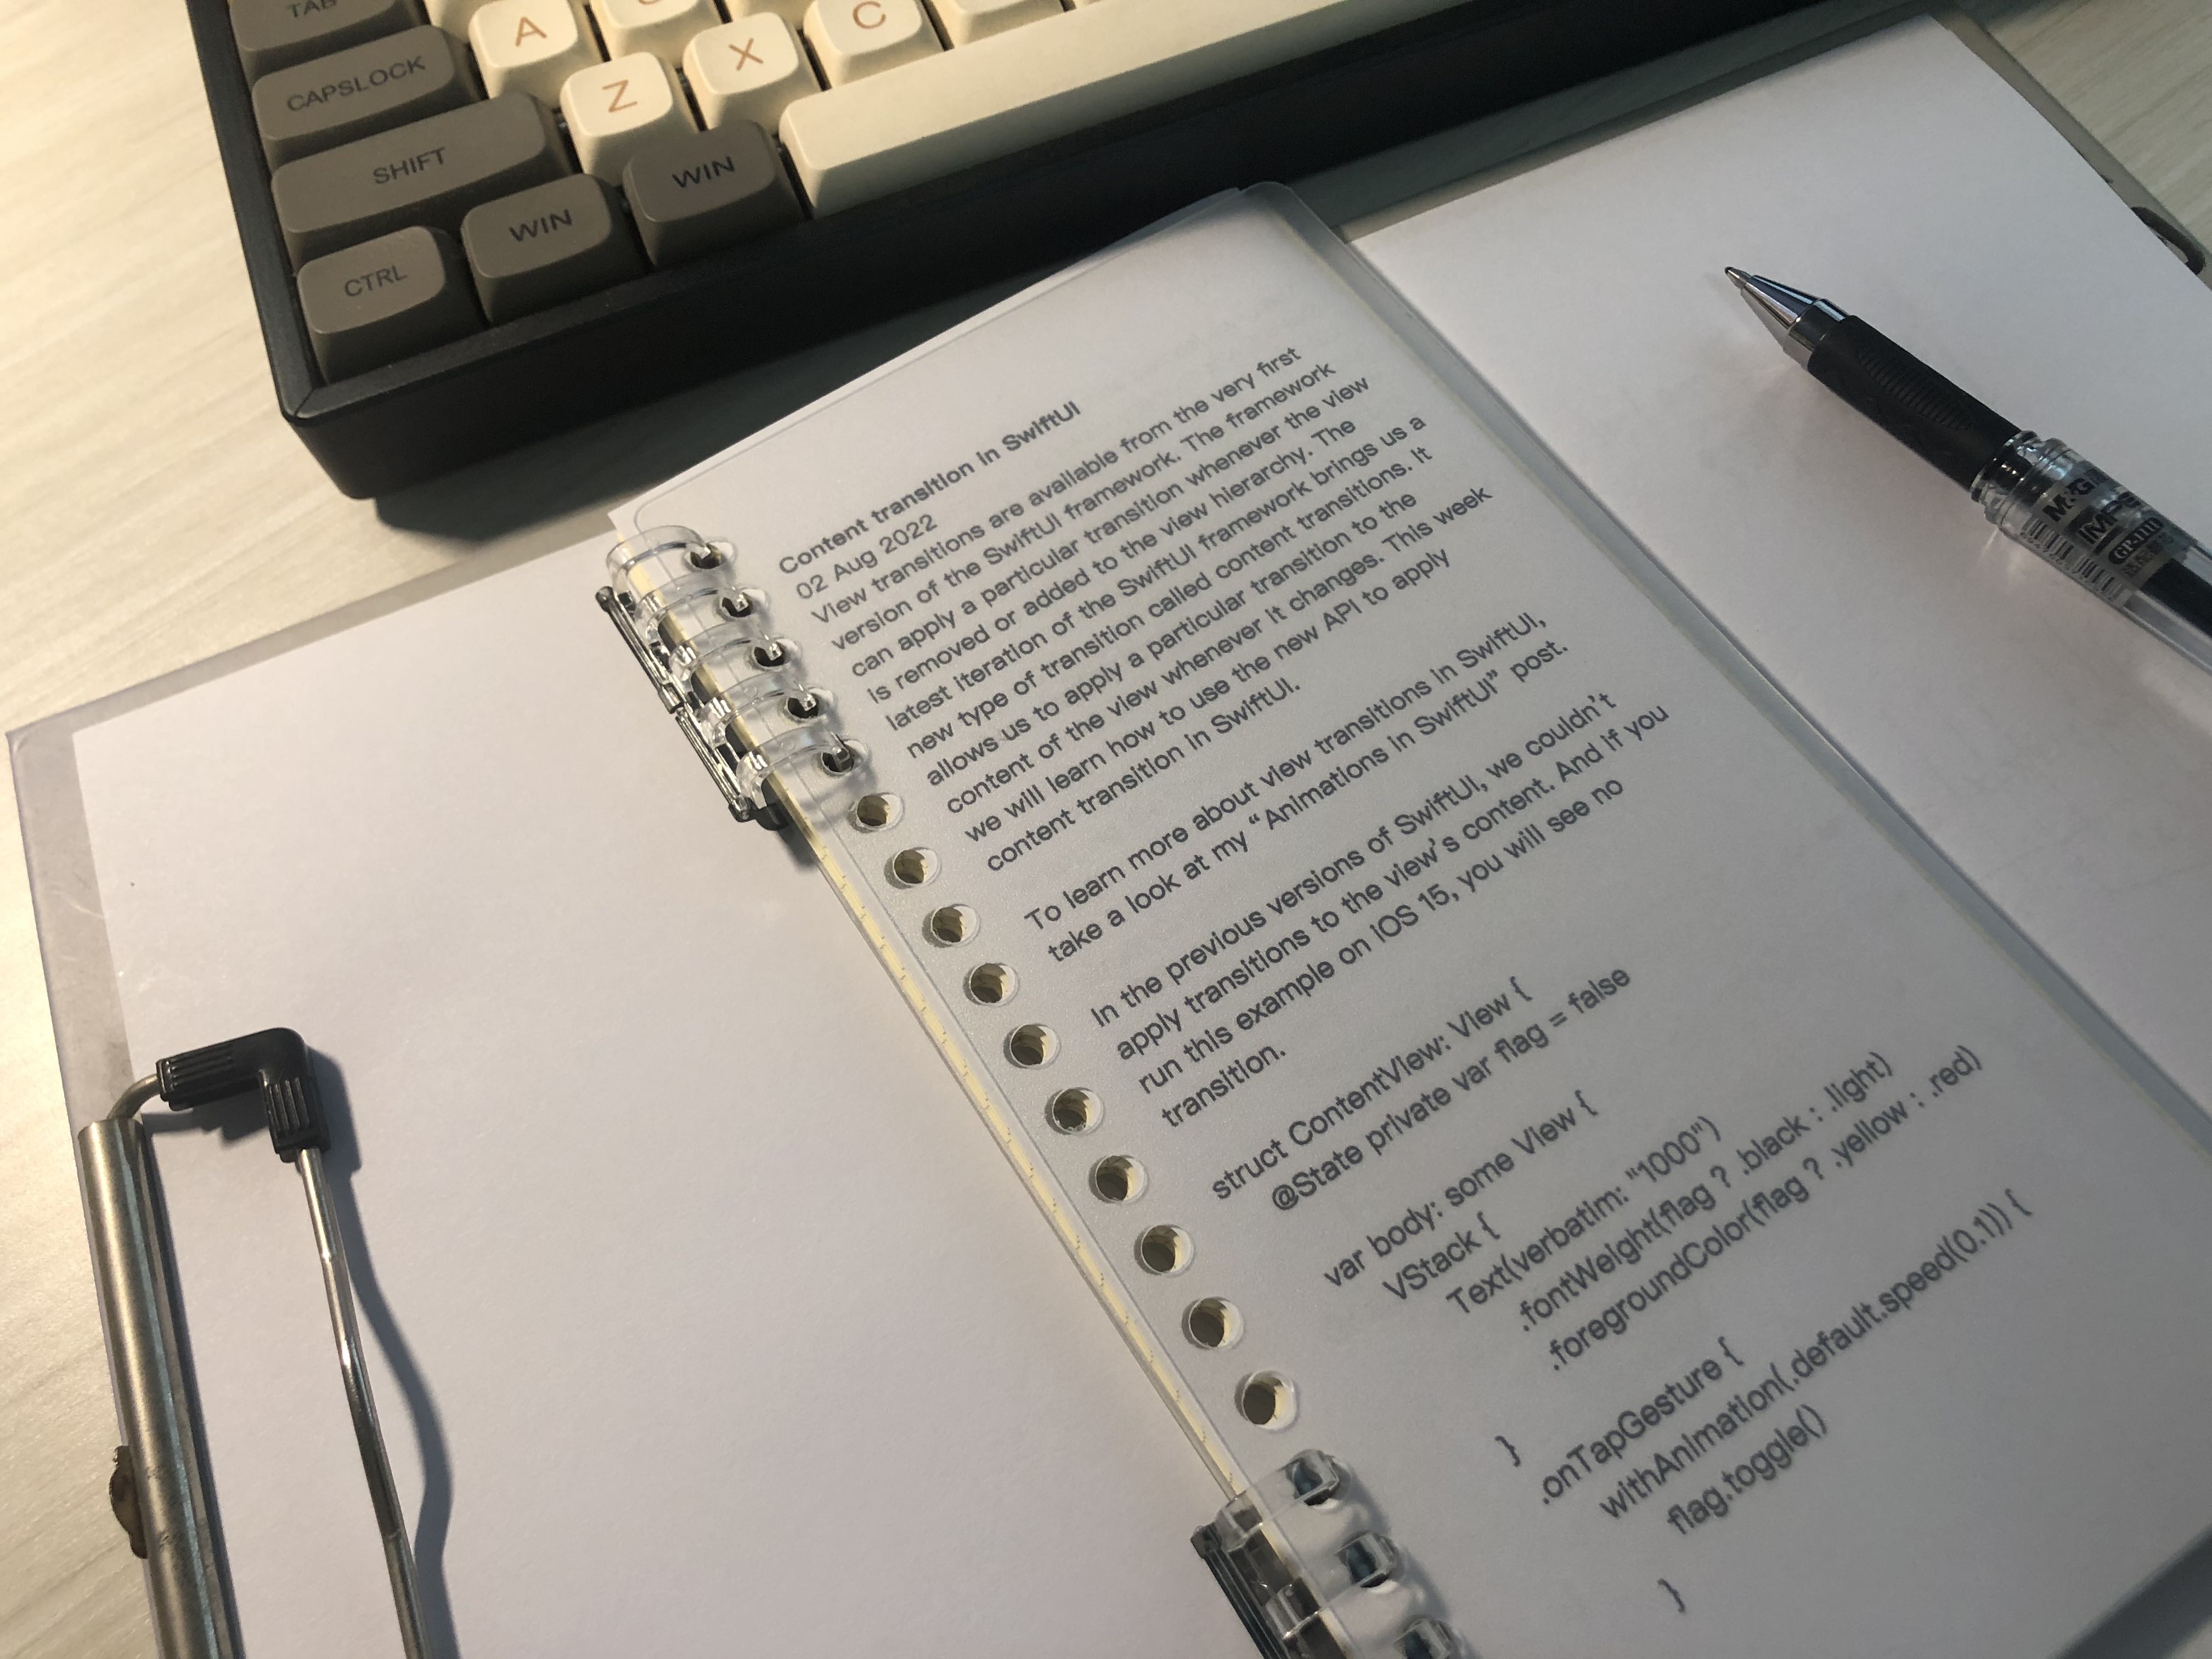 TAB
A
C
CAPSLOCK
Z
X
SHIFT
WIN
WIN
CTRL
Content transition in SwiftUI
02 Aug 2022
View transitions are available from the very first
version of the SwiftUI framework. The framework
can apply a particular transition whenever the view
is removed or added to the view hierarchy. The
latest iteration of the SwiftUI framework brings us a
new type of transition called content transitions. It
allows us to apply a particular transition to the
content of the view whenever it changes. This week
we will learn how to use the new API to apply
content transition in SwiftUI.
To learn more about view transitions in SwiftUI,
take a look at my “Animations in SwiftUI” post.
In the previous versions of SwiftUI, we couldn’t
apply transitions to the view’s content. And if you
run this example on iOS 15, you will see no
transition.
struct ContentView: View {
@State private var flag = false
var body: some View {
VStack {
Text(verbatim: "1000")
.fontWeight(flag ? .black : .light)
.foregroundColor(flag ? .yellow : .red)
}
.onTapGesture {
withAnimation(.default.speed(0.1)) {
flag.toggle()
}
M&G
GP-1111